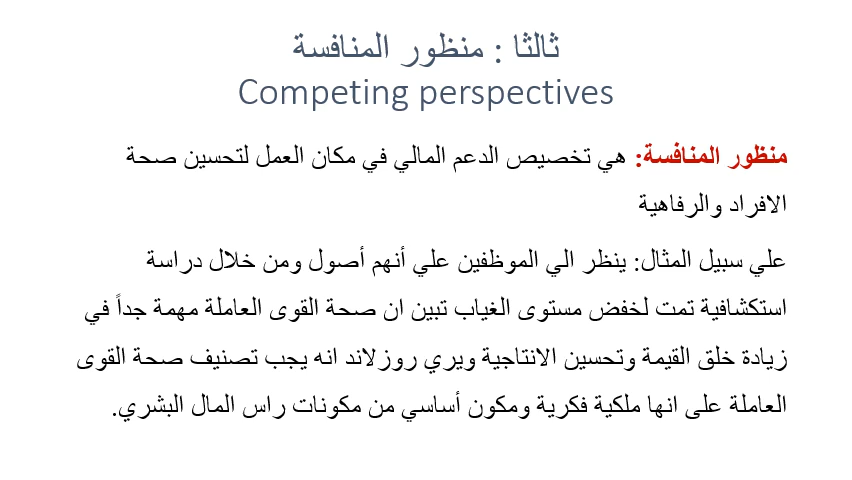 ثالثا : منظور المنافسة
Competing perspectives
منظور المنافسة: هي تخصيص الدعم المالي في مكان العمل لتحسين صحة
الافراد والرفاهية
علي سبيل المثال: ينظر الي الموظفين علي أنهم أصول ومن خلال دراسة
استكشافية تمت لخفض مستوى الغياب تبين ان صحة القوى العاملة مهمة جداً في
زيادة خلق القيمة وتحسين الانتاجية ويري روزلاند انه يجب تصنيف صحة القوى
العاملة على انها ملكية فكرية ومكون أساسي من مكونات راس المال البشري.